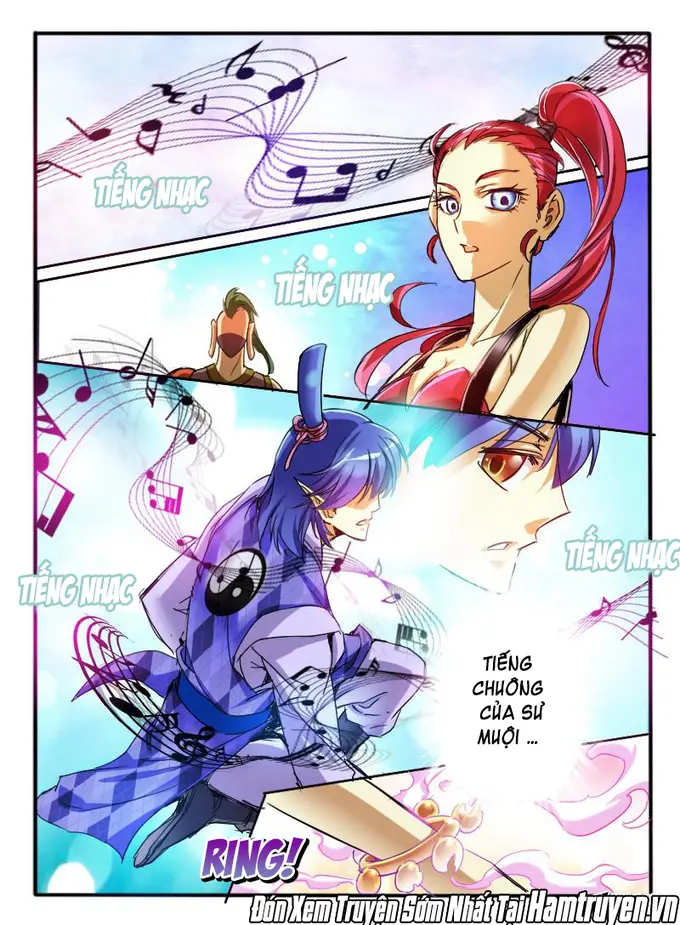 TIẾNG NHẠC
TIẾNG NHẠC
TIẾNG NHẠC
TIẾNG NHẠC
TIẾNG
CHUÔNG
CỦA SƯ
MUỘI ...
RING!
Đón Xem Truyện Sớm Nhất Tại Hamtruyen.vn